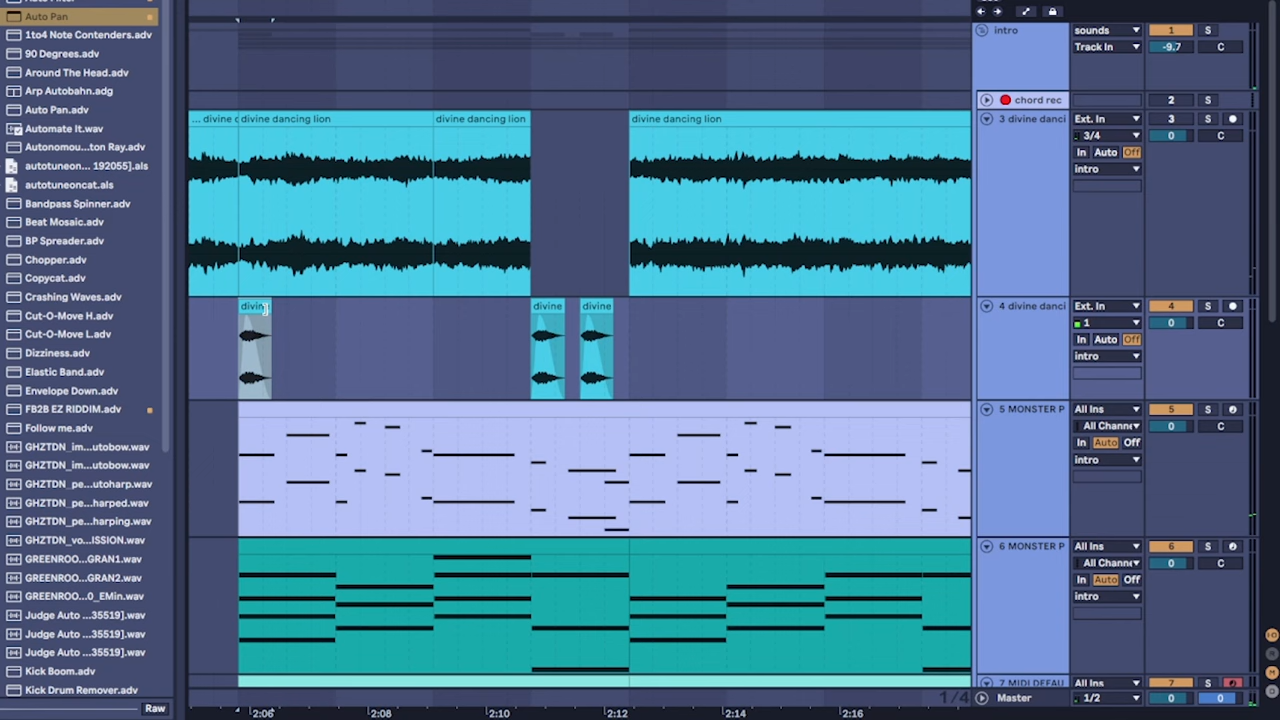 Auto Filter
Auto Pan
1to4 Note Contenders.adv
90 Degrees.adv
Around The Head.adv
Arp Autobahn.adg
Auto Pan.adv
Automate It.wav
Autonomou...ton Ray.adv
autotuneon... 192055].als
autotuneoncat.als
Bandpass Spinner.adv
Beat Mosaic.adv
BP Spreader.adv
Chopper.adv
Copycat.adv
Crashing Waves.adv
Cut-O-Move H.adv
Cut-O-Move L.adv
Dizziness.adv
Elastic Band.adv
Envelope Down.adv
FB2B EZ RIDDIM.adv
Follow me.adv
GHZTDN_im...utobow.wav
GHZTDN_im...utobow.wav
GHZTDN_pe...utoharp.wav
GHZTDN_pe...harped.wav
GHZTDN_pe...harping.wav
GHZTDN_vo...ISSION.wav
GREENROO...GRAN1.wav
GREENROO...GRAN2.wav
GREENROO...0_EMin.wav
Judge Auto ...35519].wav
Judge Auto ...35519].wav
Judge Auto ...35519].wav
Kick Boom.adv
Kick Drum Remover.adv
Raw
... divine d divine dancing lion divine dancing lion divine dancing lion
divin divine divine
intro sounds 1 S
Track In -9.7 C
chord rec 2 S
3 divine danci Ext. In 3 S
3/4 0 C
In Auto Off
intro
4 divine danci Ext. In 4 S
1 0 C
In Auto Off
intro
5 MONSTER P All Ins 5 S
All Channe 0 C
In Auto Off
intro
6 MONSTER P All Ins 6 S
All Channe 0 C
In Auto Off
intro
7 MIDI DEFAU All Ins 7 S
1/4 Master 1/2 0 0
2:06 2:08 2:10 2:12 2:14 2:16